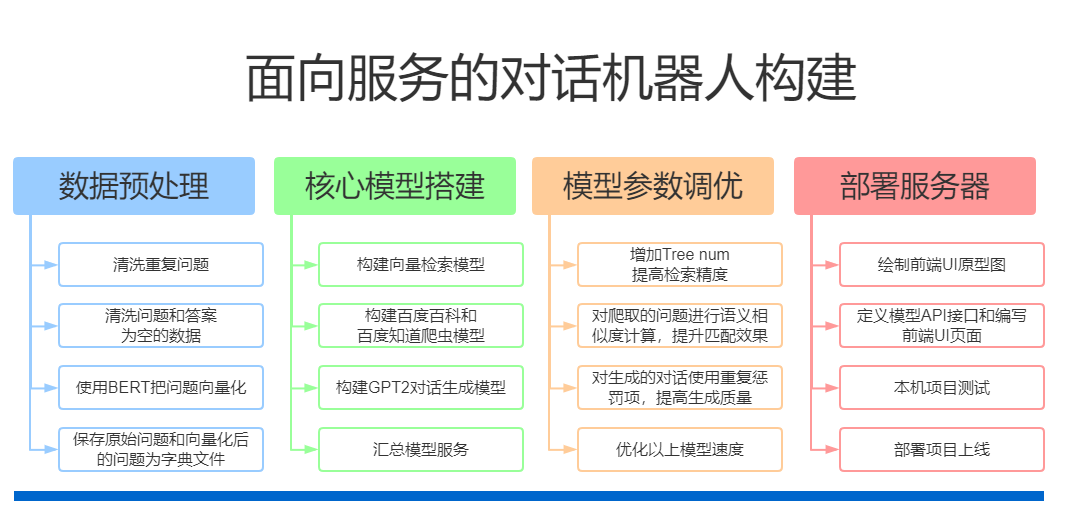 面向服务的对话机器人构建
数据预处理
清洗重复问题
清洗问题和答案
为空的数据
使用BERT把问题向量化
保存原始问题和向量化后
的问题为字典文件
核心模型搭建
构建向量检索模型
构建百度百科和
百度知道爬虫模型
构建GPT2对话生成模型
汇总模型服务
模型参数调优
增加Tree num
提高检索精度
对爬取的问题进行语义相
似度计算，提升匹配效果
对生成的对话使用重复惩
罚项，提高生成质量
优化以上模型速度
部署服务器
绘制前端UI原型图
定义模型API接口和编写
前端UI页面
本机项目测试
部署项目上线